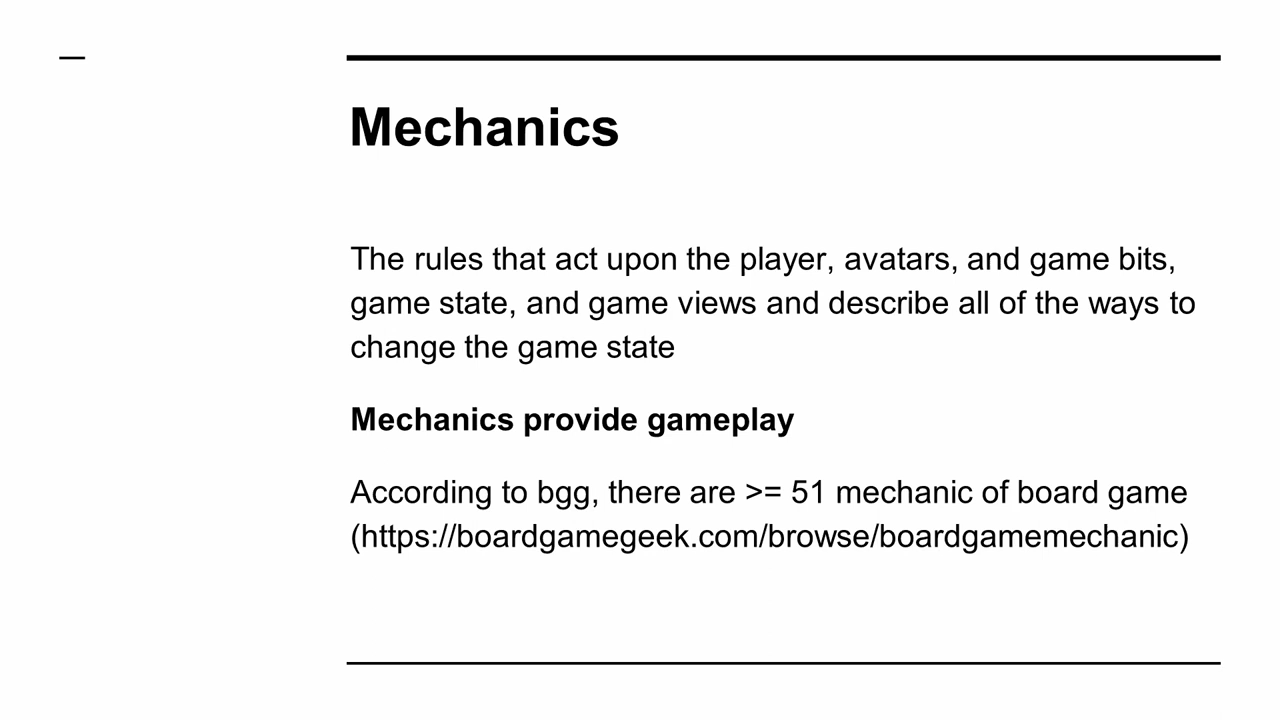 Mechanics
The rules that act upon the player, avatars, and game bits,
game state, and game views and describe all of the ways to
change the game state
Mechanics provide gameplay
According to bgg, there are >= 51 mechanic of board game
(https://boardgamegeek.com/browse/boardgamemechanic)